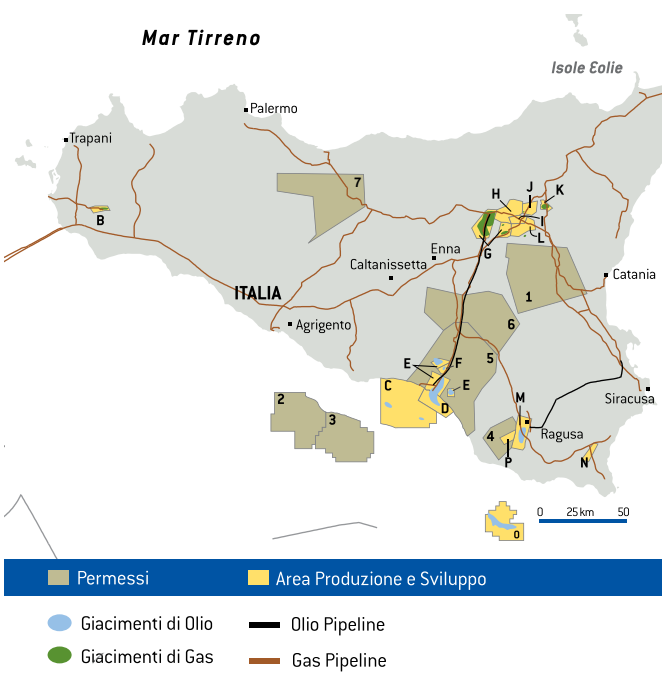 Mar Tirreno
Isole Eolie
Palermo
Trapani
7
J
K
H
B
I
L
G
Enna
Caltanissetta
Catania
ITALIA
1
Agrigento
6
5
E
F
C
E
Siracusa
2
M
D
3
4
Ragusa
P
N
0 25 km 50
O
Permessi
Area Produzione e Sviluppo
Giacimenti di Olio
Olio Pipeline
Giacimenti di Gas
Gas Pipeline